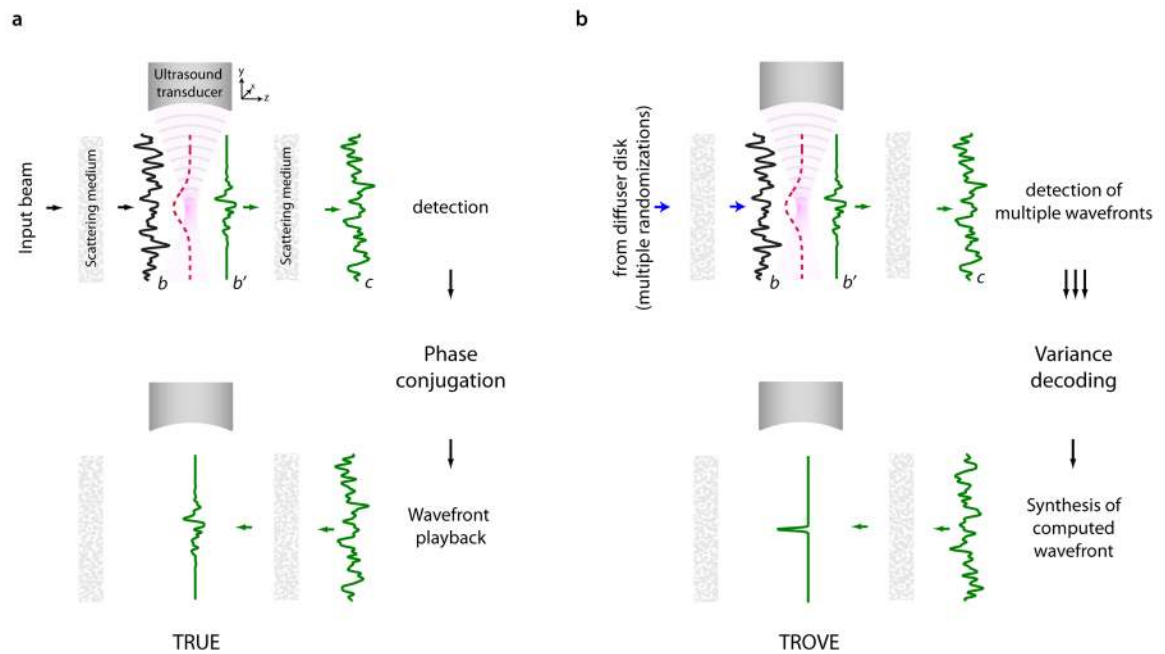 a
Ultrasound
transducer
y
x
z
Input beam
Scattering medium
b
b'
Scattering medium
c
detection
Phase
conjugation
Wavefront
playback
TRUE
b
from diffuser disk
(multiple randomizations)
b
b'
c
detection of
multiple wavefronts
Variance
decoding
Synthesis of
computed
wavefront
TROVE